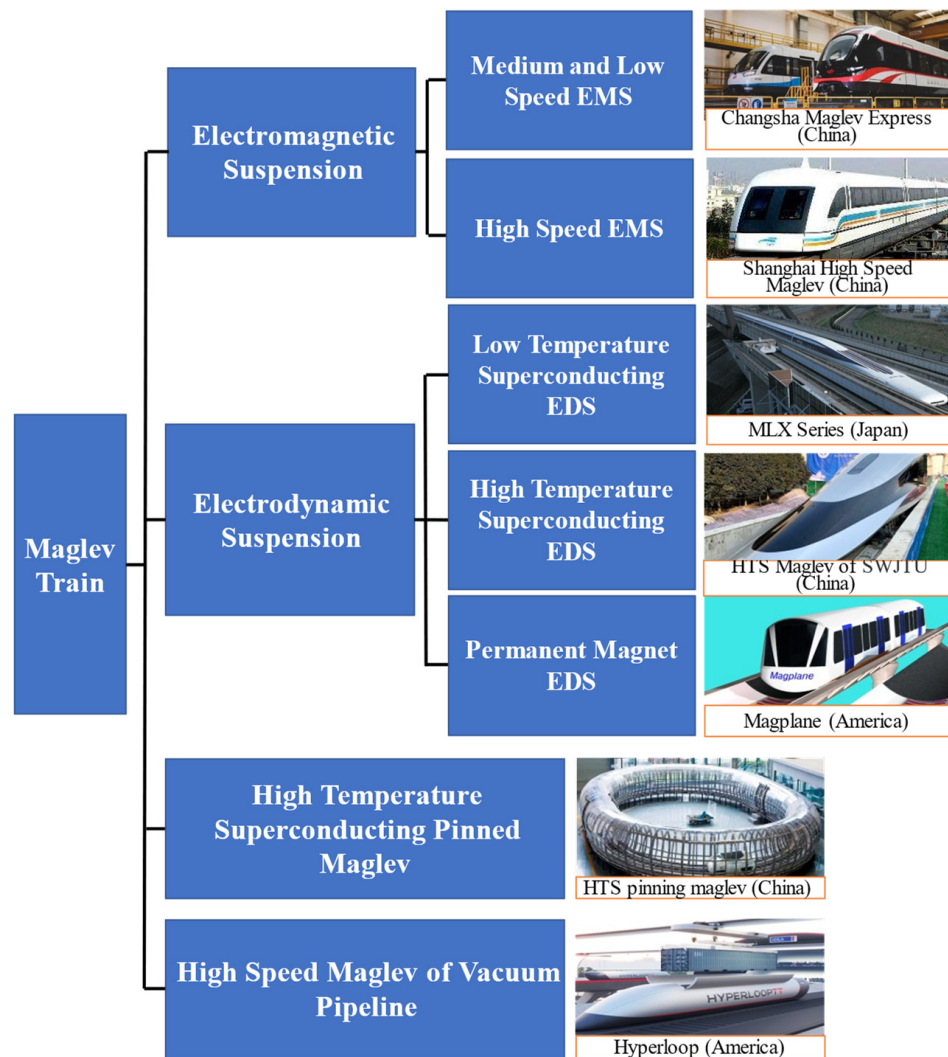 Maglev
Train
Electromagnetic
Suspension
Medium and Low
Speed EMS
Changsha Maglev Express
(China)
High Speed EMS
Shanghai High Speed
Maglev (China)
Electrodynamic
Suspension
Low Temperature
Superconducting
EDS
MLX Series (Japan)
High Temperature
Superconducting
EDS
HTS Maglev of SWJTU
(China)
Permanent Magnet
EDS
Magplane
Magplane (America)
High Temperature
Superconducting Pinned
Maglev
HTS pinning maglev (China)
High Speed Maglev of Vacuum
Pipeline
HYPERLOOPTT
Hyperloop (America)